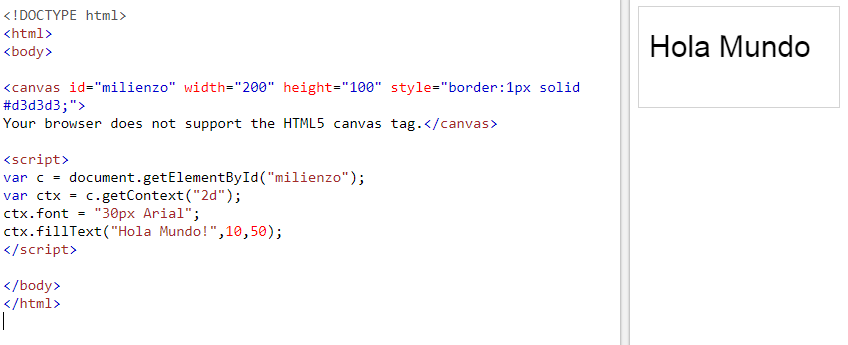 <!DOCTYPE html>
<html>
<body>
<canvas id="milienzo" width="200" height="100" style="border:1px solid
#d3d3d3;">
Your browser does not support the HTML5 canvas tag.</canvas>
<script>
var c = document.getElementById("milienzo");
var ctx = c.getContext("2d");
ctx.font = "30px Arial";
ctx.fillText("Hola Mundo!",10,50);
</script>
</body>
</html>
Hola Mundo